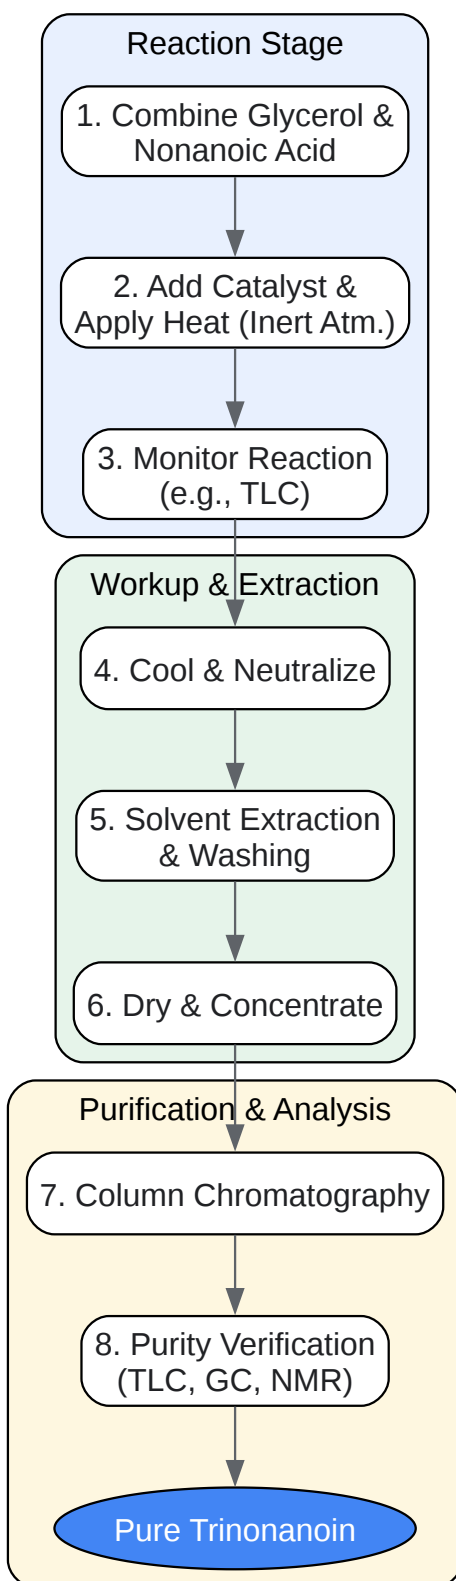 Reaction Stage
1. Combine Glycerol &
Nonanoic Acid
2. Add Catalyst &
Apply Heat (Inert Atm.)
3. Monitor Reaction
(e.g., TLC)
Workup & Extraction
4. Cool & Neutralize
5. Solvent Extraction
& Washing
6. Dry & Concentrate
Purification & Analysis
7. Column Chromatography
8. Purity Verification
(TLC, GC, NMR)
Pure Trinonanoin